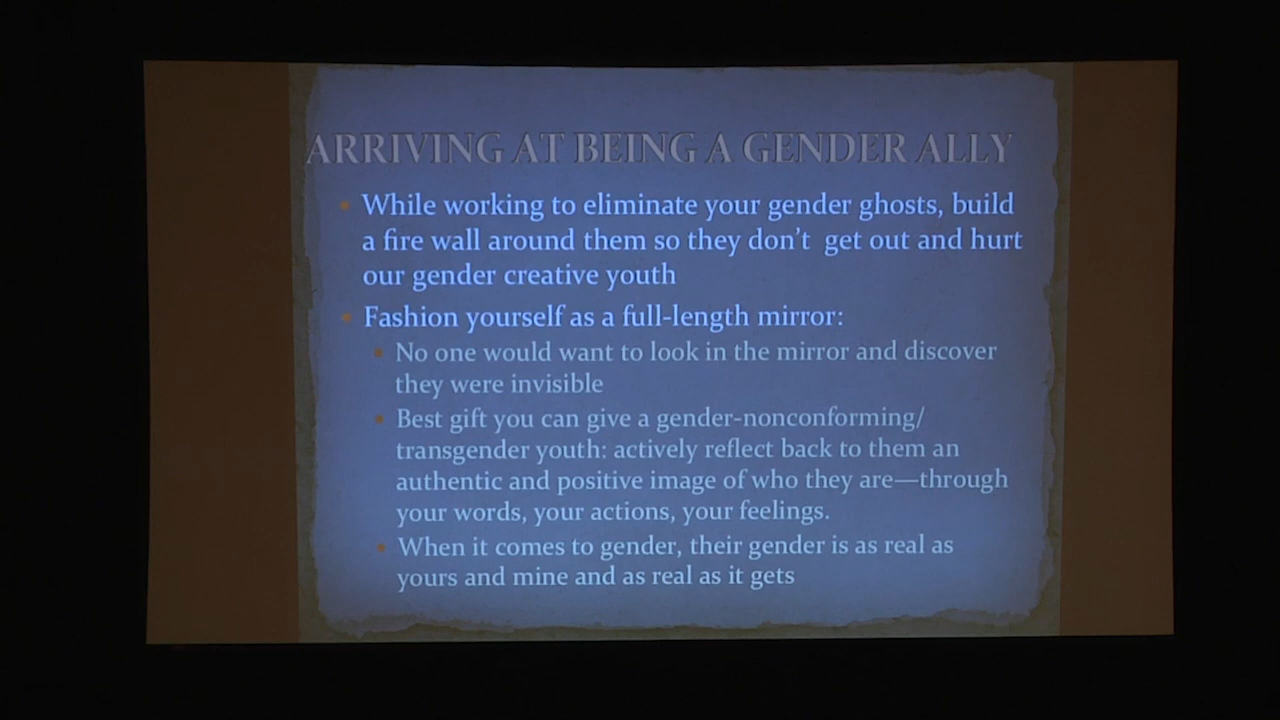 ARRIVING AT BEING A GENDER ALLY
While working to eliminate your gender ghosts, build
a fire wall around them so they don't get out and hurt
our gender creative youth
Fashion yourself as a full-length mirror:
No one would want to look in the mirror and discover
they were invisible
Best gift you can give a gender-nonconforming/
transgender youth: actively reflect back to them an
authentic and positive image of who they are—through
your words, your actions, your feelings.
When it comes to gender, their gender is as real as
yours and mine and as real as it gets